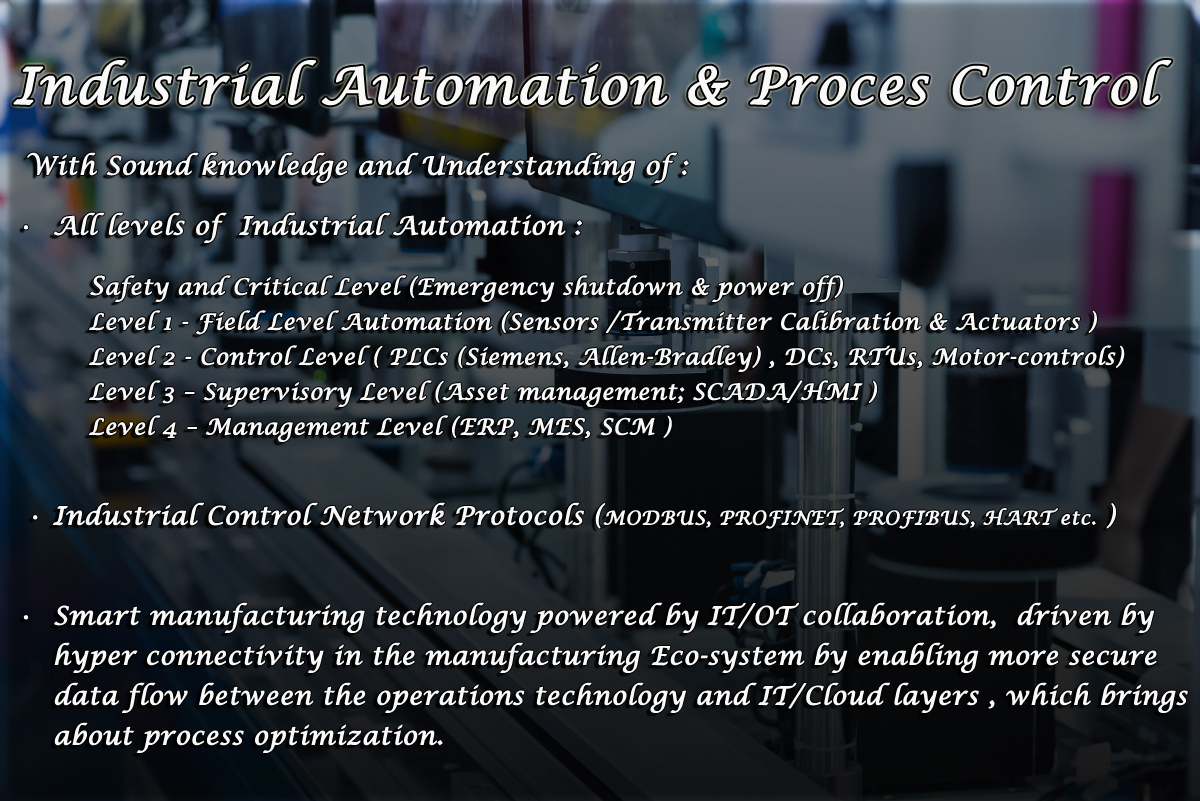 Industrial Automation & Proces Control
With Sound knowledge and Understanding of :
· All levels of Industrial Automation :
Safety and Critical Level (Emergency shutdown & power off)
Level 1 - Field Level Automation (Sensors /Transmitter Calibration & Actuators )
Level 2 - Control Level ( PLCs (Siemens, Allen-Bradley) , DCs, RTUs, Motor-controls)
Level 3 – Supervisory Level (Asset management; SCADA/HMI )
Level 4 – Management Level (ERP, MES, SCM )
· Industrial Control Network Protocols (MODBUS, PROFINET, PROFIBUS, HART etc. )
· Smart manufacturing technology powered by IT/OT collaboration, driven by
hyper connectivity in the manufacturing Eco-system by enabling more secure
data flow between the operations technology and IT/Cloud layers , which brings
about process optimization.